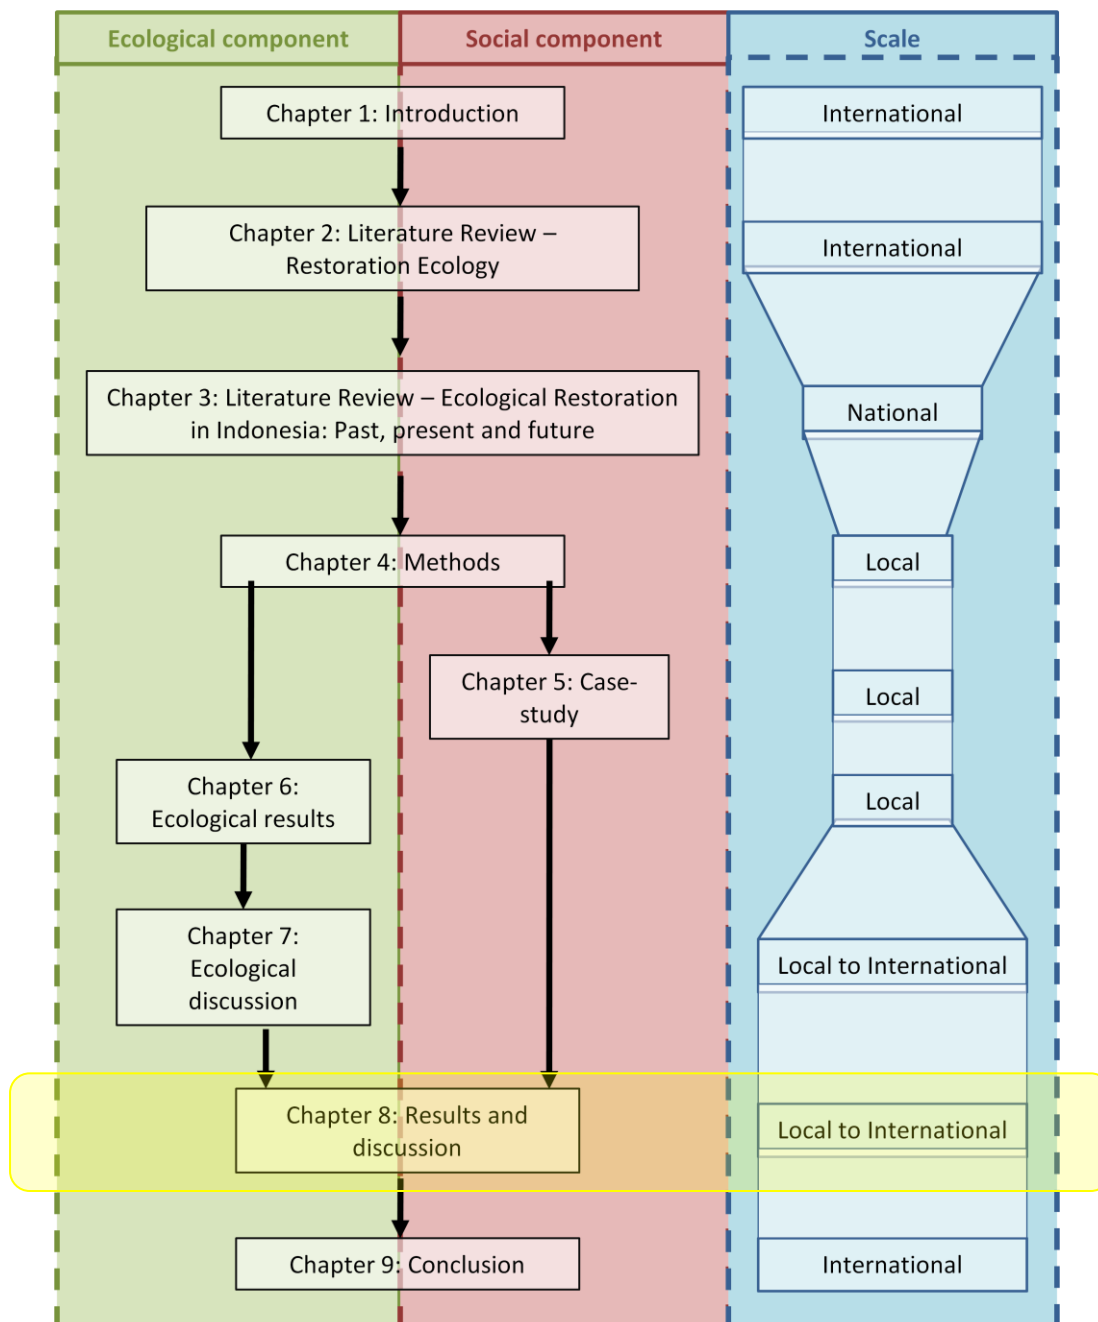 Ecological component
Social component
Scale
Chapter 1: Introduction
International
Chapter 2: Literature Review –
Restoration Ecology
International
Chapter 3: Literature Review – Ecological Restoration
in Indonesia: Past, present and future
National
Chapter 4: Methods
Local
Chapter 5: Case-
study
Local
Chapter 6:
Ecological results
Local
Chapter 7:
Ecological
discussion
Local to International
Chapter 8: Results and
discussion
Local to International
Chapter 9: Conclusion
International